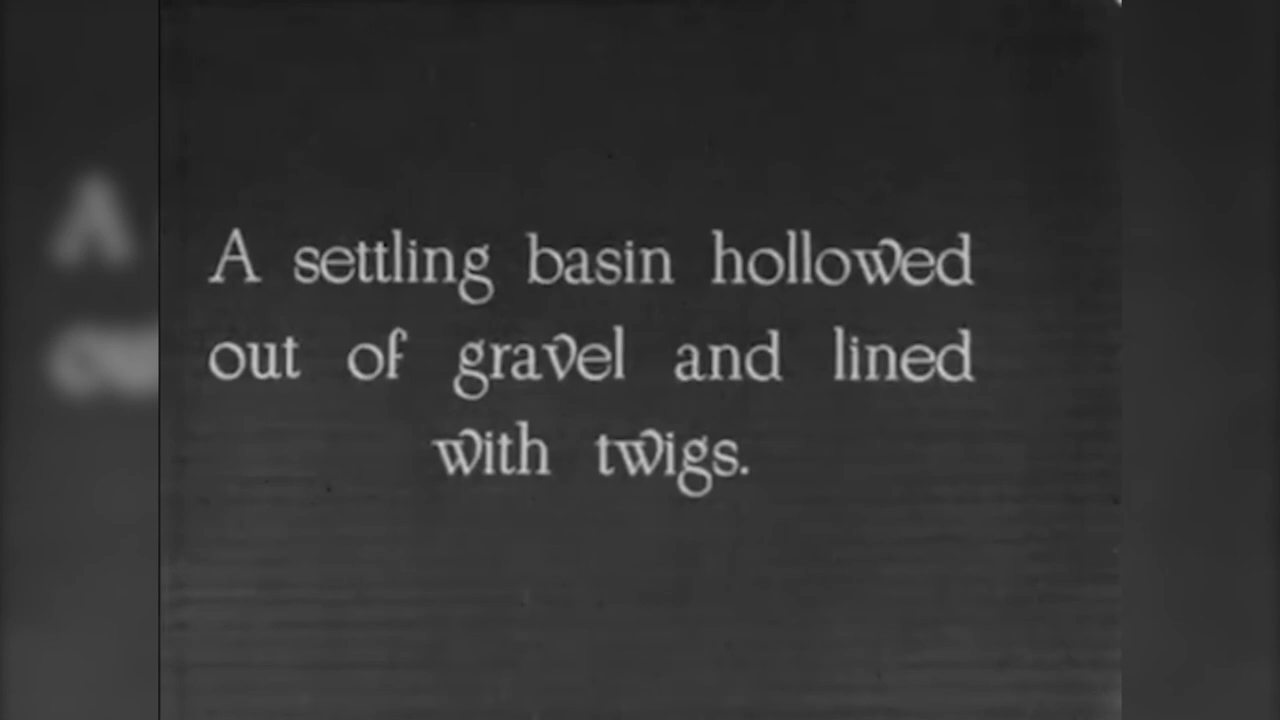 A settling basin hollowed
out of gravel and lined
with twigs.